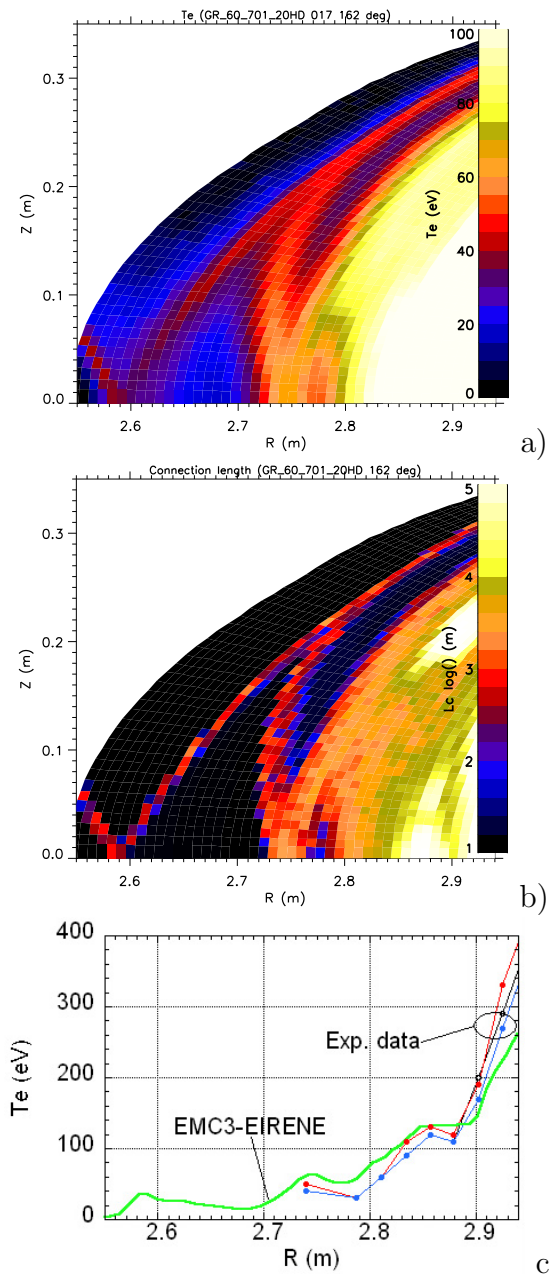 Te (GR_60_701_20HD 017 162 deg)
0.3
0.2
0.1
0.0
Z (m)
2.6 2.7 2.8 2.9
R (m)
100
80
60
40
20
0
Te (eV)
a)
Connection length (GR_60_701_20HD 162 deg)
0.3
0.2
0.1
0.0
Z (m)
2.6 2.7 2.8 2.9
R (m)
5
4
3
2
1
Lc log() (m)
b)
400
300
200
100
0
Te (eV)
Exp. data
EMC3-EIRENE
2.6 2.7 2.8 2.9
R (m)
c